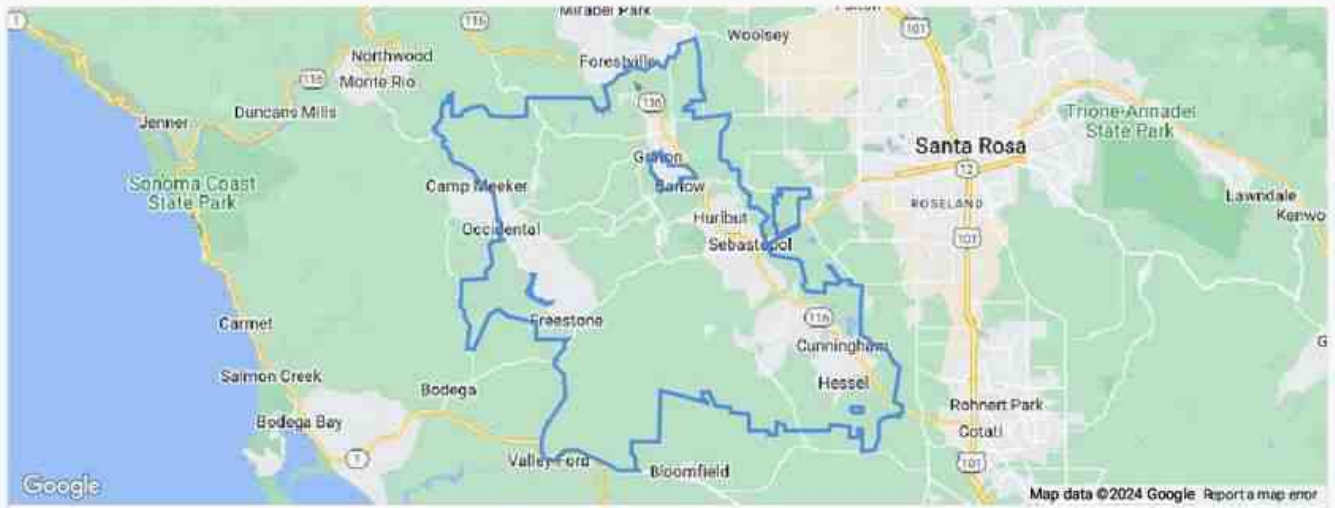 1
116
Mirabel Park
Woolsey
101
Northwood
Forestville
116
Monte Rio
Duncans Mills
116
Jenner
Trione-Annadel
State Park
Santa Rosa
Graton
12
Sonoma Coast
State Park
Camp Meeker
Barlow
Lawndale
ROSELAND
Kenwo
Occidental
Hurlbut
Sebastopol
101
Carmet
Freestone
116
Cunningham
G
Salmon Creek
Bodega
Hessel
Rohnert Park
Bodega Bay
Cotati
1
Valley Ford
Bloomfield
101
Google
Map data ©2024 Google Report a map error